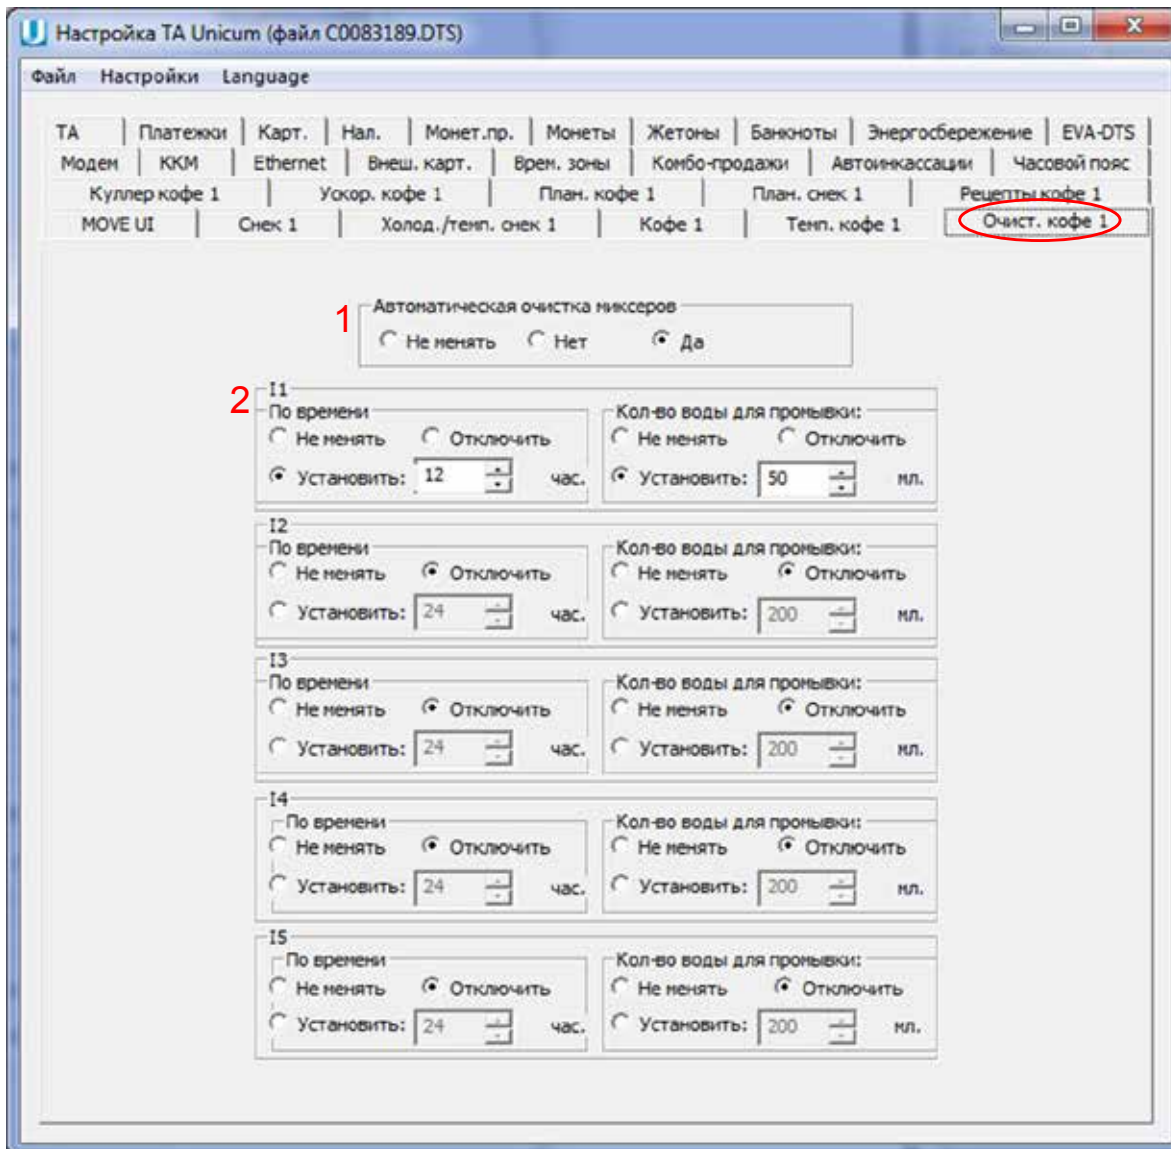 Настройка TA Unicum (файл C0083189.DTS)
Файл Настройки Language
ТА Платежки Карт. Нал. Монет.пр. Монеты Жетоны Банкноты Энергосбережение EVA-DTS
Модем ККМ Ethernet Внеш. карт. Врем. зоны Комбо-продажи Автоинкассации Часовой пояс
Куллер кофе 1 Ускор. кофе 1 План. кофе 1 План. снек 1 Рецепты кофе 1
MOVE UI Снек 1 Холод./темп. снек 1 Кофе 1 Темп. кофе 1 Очист. кофе 1
1 Автоматическая очистка миксеров
Не менять Нет Да
2 I1
По времени Кол-во воды для промывки:
Не менять Отключить Не менять Отключить
Установить: 12 час. Установить: 50 мл.
I2
По времени Кол-во воды для промывки:
Не менять Отключить Не менять Отключить
Установить: 24 час. Установить: 200 мл.
I3
По времени Кол-во воды для промывки:
Не менять Отключить Не менять Отключить
Установить: 24 час. Установить: 200 мл.
I4
По времени Кол-во воды для промывки:
Не менять Отключить Не менять Отключить
Установить: 24 час. Установить: 200 мл.
I5
По времени Кол-во воды для промывки:
Не менять Отключить Не менять Отключить
Установить: 24 час. Установить: 200 мл.